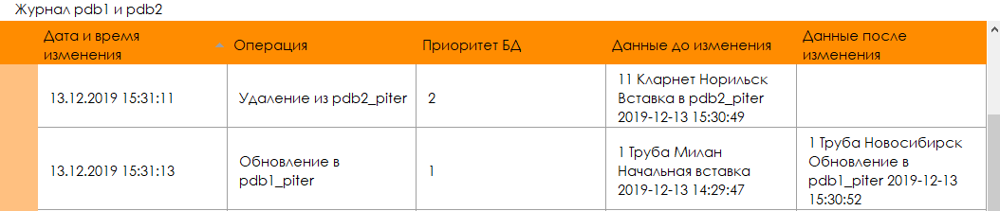 Журнал pdb1 и pdb2
Дата и время
изменения
Операция
Приоритет БД
Данные до изменения
Данные после
изменения
13.12.2019 15:31:11
Удаление из pdb2_piter
2
11 Кларнет Норильск
Вставка в pdb2_piter
2019-12-13 15:30:49
13.12.2019 15:31:13
Обновление в
pdb1_piter
1
1 Труба Милан
Начальная вставка
2019-12-13 14:29:47
1 Труба Новосибирск
Обновление в
pdb1_piter 2019-12-13
15:30:52